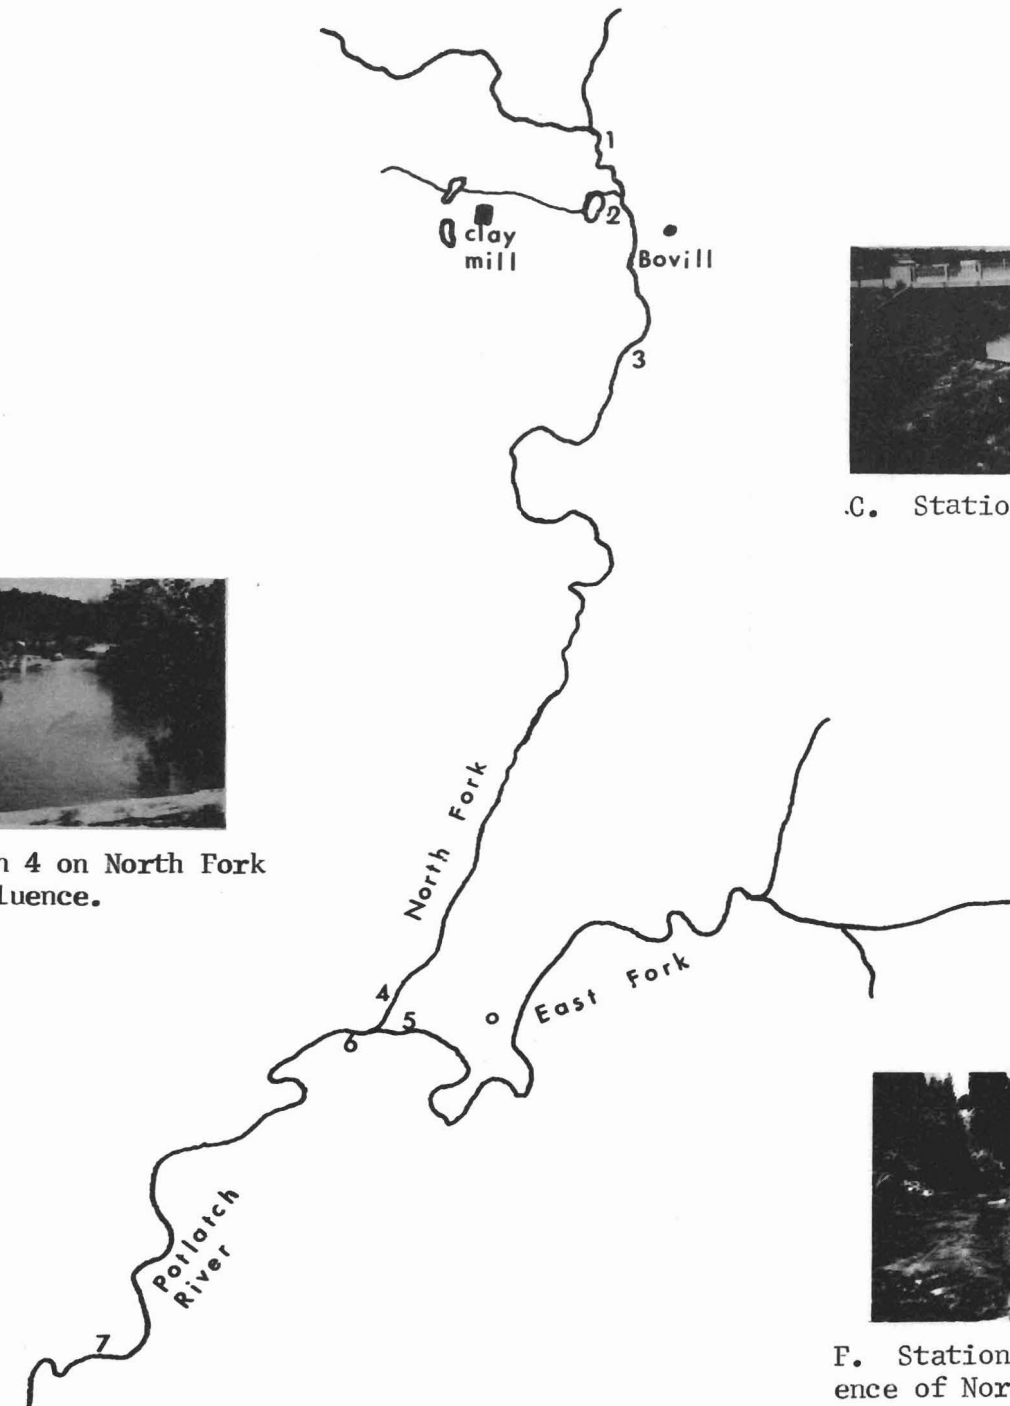 1
2
clay
mill
Bovill
3
.C. Statio
North Fork
4 on North Fork
luence.
East Fork
4
5
6
Potlatch
River
7
F. Station
ence of Nor